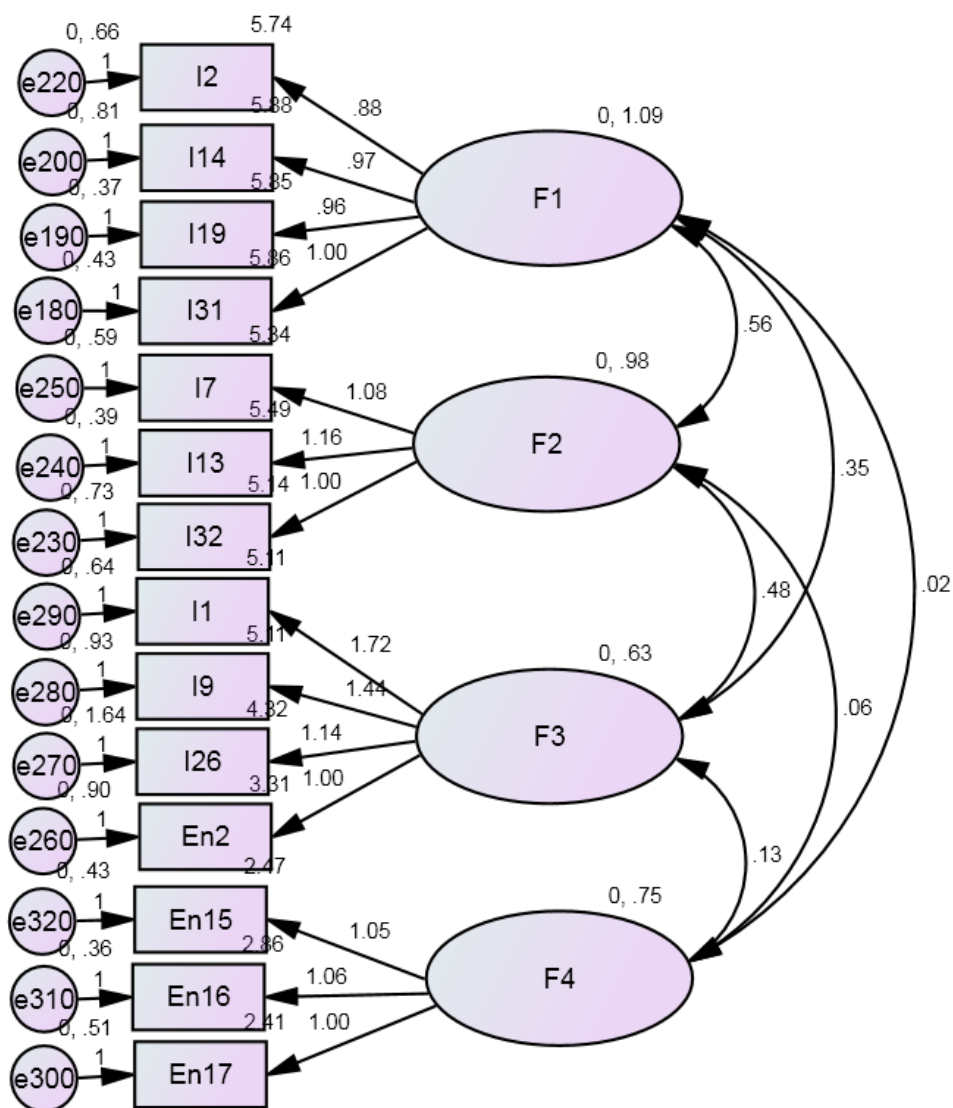 5.74
0, .66
1
e220
I2
.88
5.88
0, .81
1
e200
I14
.97
0, 1.09
5.85
0, .37
1
e190
I19
.96
F1
5.86
0, .43
1
e180
I31
1.00
5.34
0, .59
.56
1
e250
I7
1.08
0, .98
5.49
0, .39
1
e240
I13
1.16
F2
.35
5.14
0, .73
1
e230
I32
1.00
5.11
0, .64
1
e290
I1
.48
.02
5.11
0, .93
1.72
0, .63
1
e280
I9
1.44
.06
4.32
0, 1.64
1
e270
I26
1.14
F3
3.31
0, .90
1
e260
En2
1.00
2.47
0, .43
.13
1
e320
En15
1.05
0, .75
2.86
0, .36
1
e310
En16
1.06
F4
2.41
0, .51
1
e300
En17
1.00